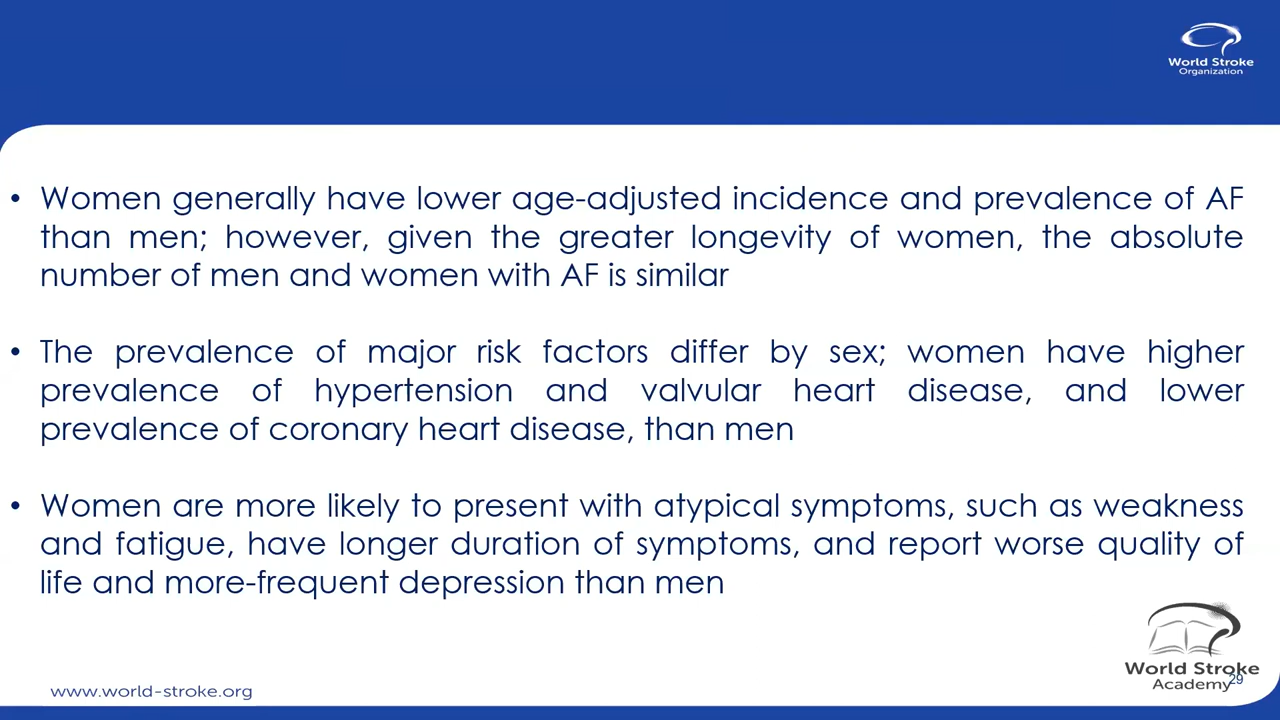 World Stroke
Organization
• Women generally have lower age-adjusted incidence and prevalence of AF
than men; however, given the greater longevity of women, the absolute
number of men and women with AF is similar
• The prevalence of major risk factors differ by sex; women have higher
prevalence of hypertension and valvular heart disease, and lower
prevalence of coronary heart disease, than men
• Women are more likely to present with atypical symptoms, such as weakness
and fatigue, have longer duration of symptoms, and report worse quality of
life and more-frequent depression than men
World Stroke
Academy
29
www.world-stroke.org